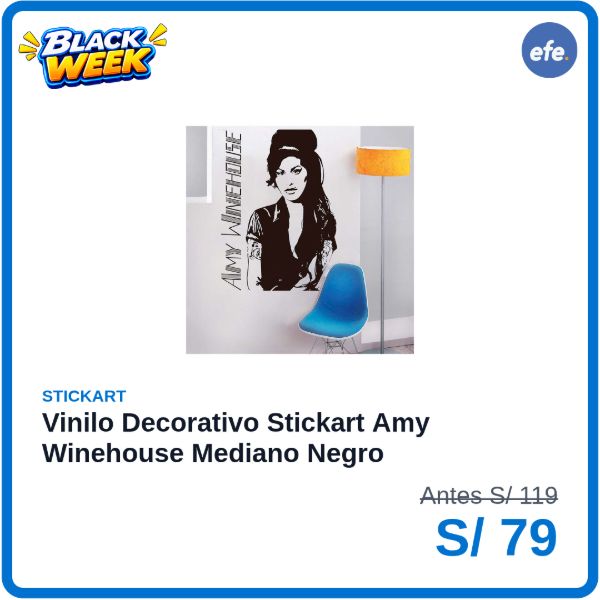 BLACK
WEEK
efe.
AMY WINEHOUSE
STICKART
Vinilo Decorativo Stickart Amy
Winehouse Mediano Negro
Antes S/ 119
S/ 79